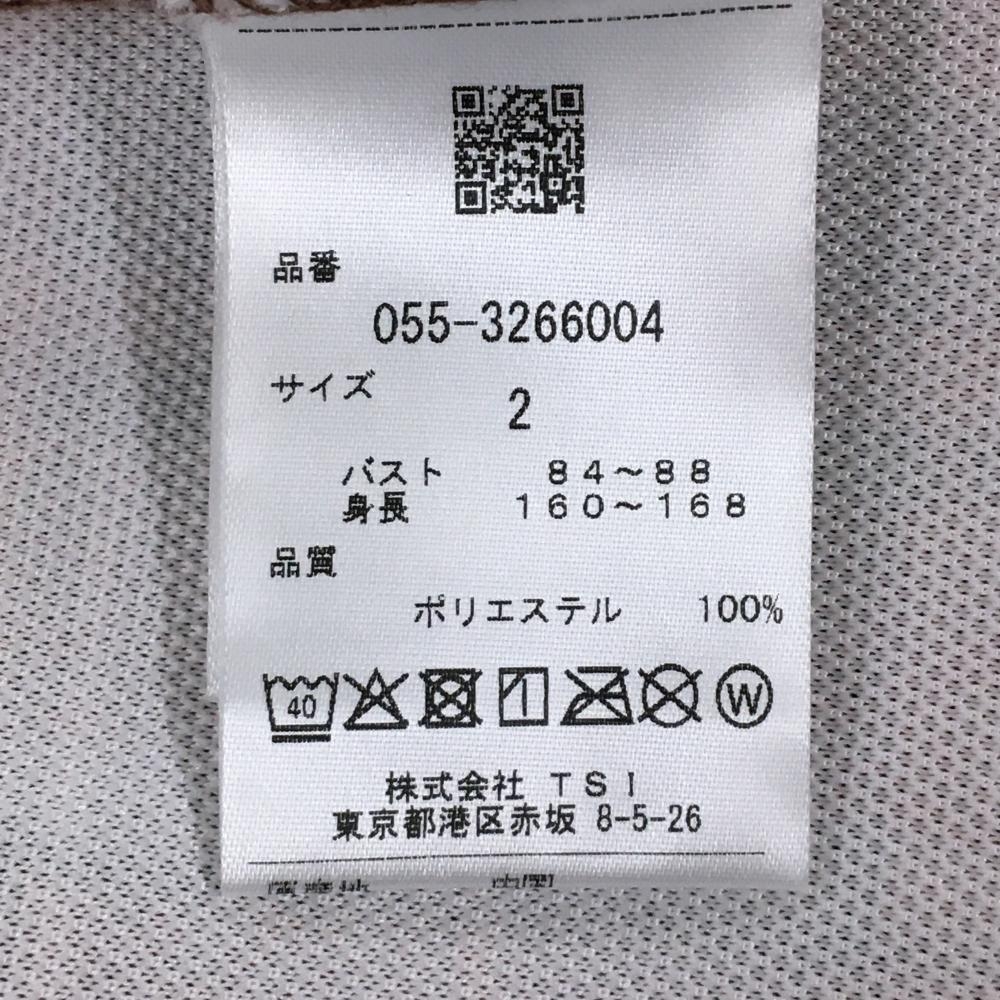 品番
055-3266004
サイズ
2
バスト 84～88
身長 160～168
品質
ポリエステル 100%
40 W
株式会社 TSI
東京都港区赤坂 8-5-26